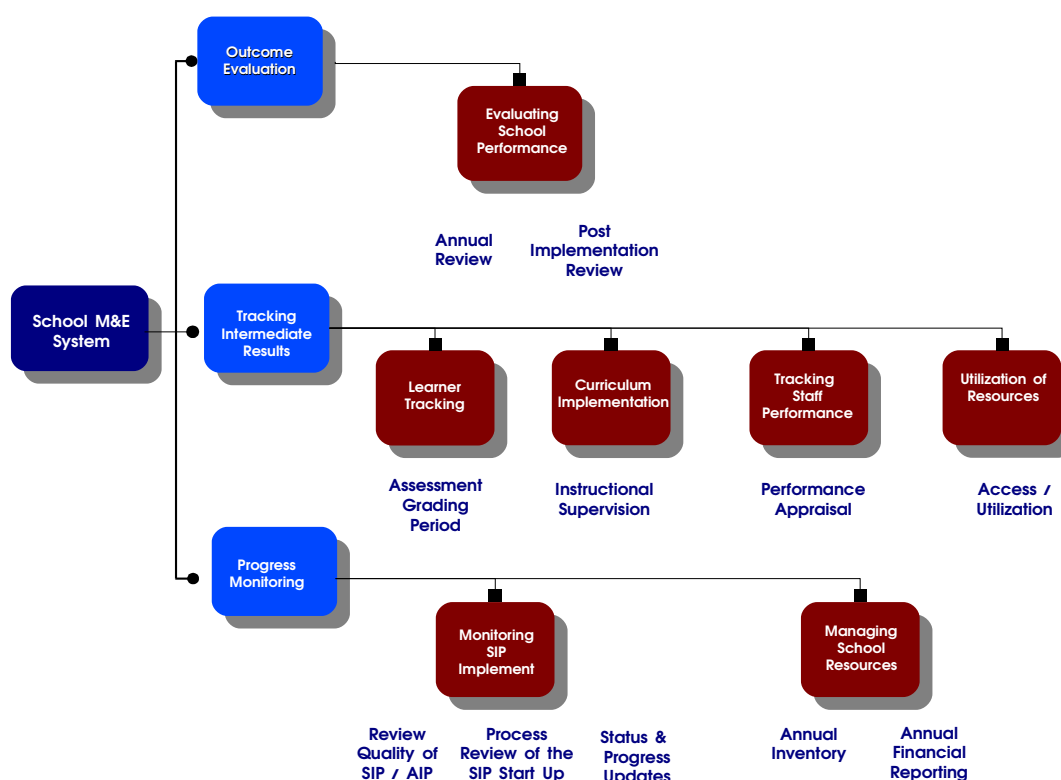 Outcome
Evaluation
Evaluating
School
Performance
Annual
Review
Post
Implementation
Review
School M&E
System
Tracking
Intermediate
Results
Learner
Tracking
Curriculum
Implementation
Tracking
Staff
Performance
Utilization of
Resources
Assessment
Grading
Period
Instructional
Supervision
Performance
Appraisal
Access /
Utilization
Progress
Monitoring
Monitoring
SIP
Implement
Managing
School
Resources
Review
Quality of
SIP / AIP
Process
Review of the
SIP Start Up
Status &
Progress
Updates
Annual
Inventory
Annual
Financial
Reporting